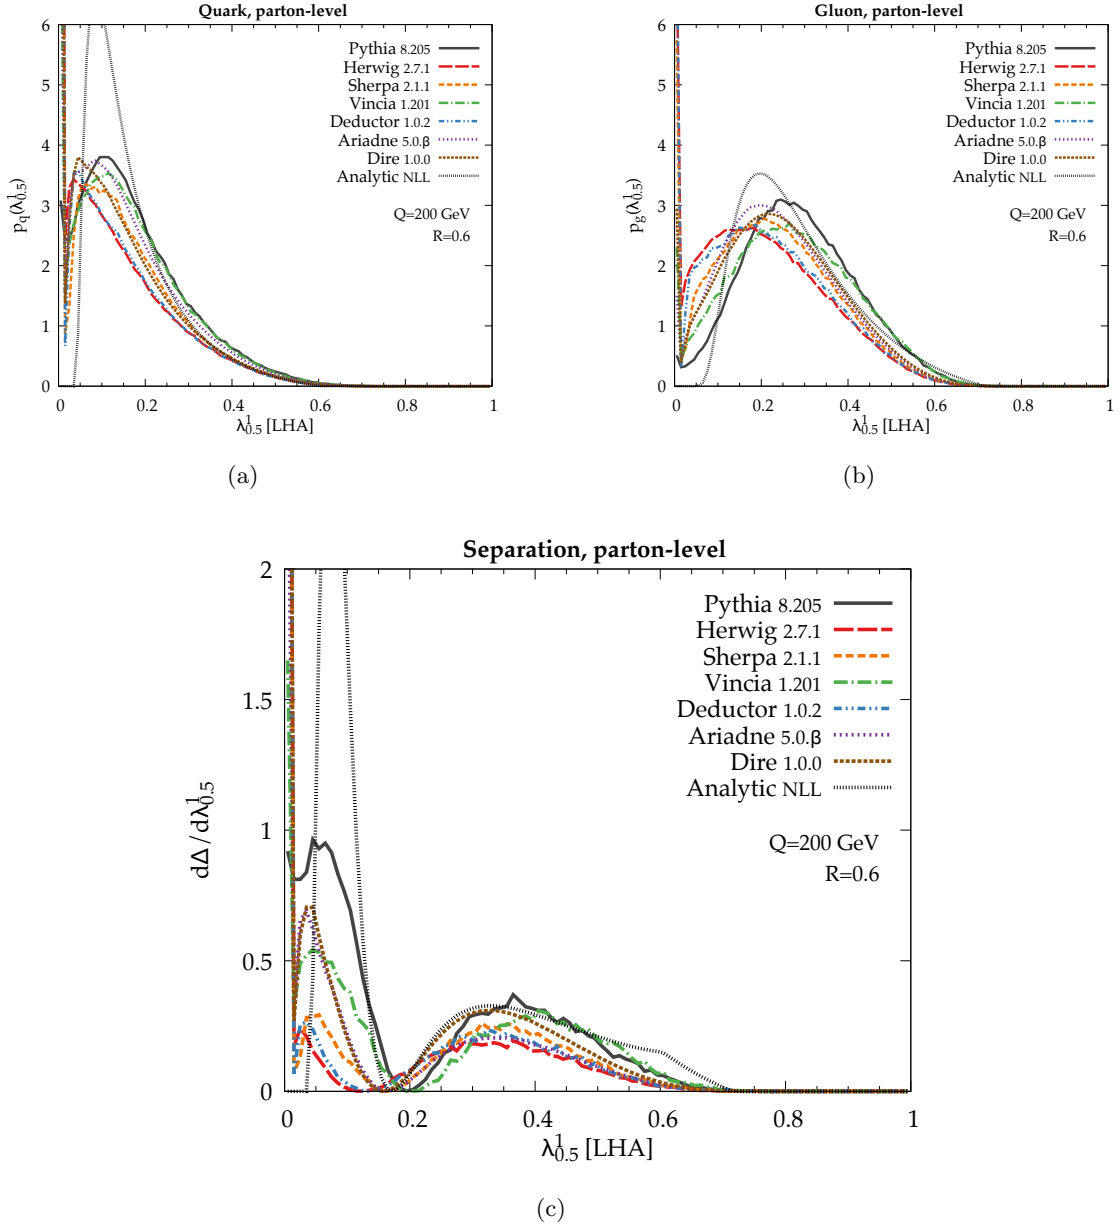 Quark, parton-level
p_q(λ^1_0.5)
6
5
4
3
2
1
0
Pythia 8.205
Herwig 2.7.1
Sherpa 2.1.1
Vincia 1.201
Deductor 1.0.2
Ariadne 5.0.β
Dire 1.0.0
Analytic NLL
Q=200 GeV
R=0.6
0 0.2 0.4 0.6 0.8 1
λ^1_0.5 [LHA]
(a)
Gluon, parton-level
p_g(λ^1_0.5)
6
5
4
3
2
1
0
Pythia 8.205
Herwig 2.7.1
Sherpa 2.1.1
Vincia 1.201
Deductor 1.0.2
Ariadne 5.0.β
Dire 1.0.0
Analytic NLL
Q=200 GeV
R=0.6
0 0.2 0.4 0.6 0.8 1
λ^1_0.5 [LHA]
(b)
Separation, parton-level
dΔ/dλ^1_0.5
2
1.5
1
0.5
0
Pythia 8.205
Herwig 2.7.1
Sherpa 2.1.1
Vincia 1.201
Deductor 1.0.2
Ariadne 5.0.β
Dire 1.0.0
Analytic NLL
Q=200 GeV
R=0.6
0 0.2 0.4 0.6 0.8 1
λ^1_0.5 [LHA]
(c)